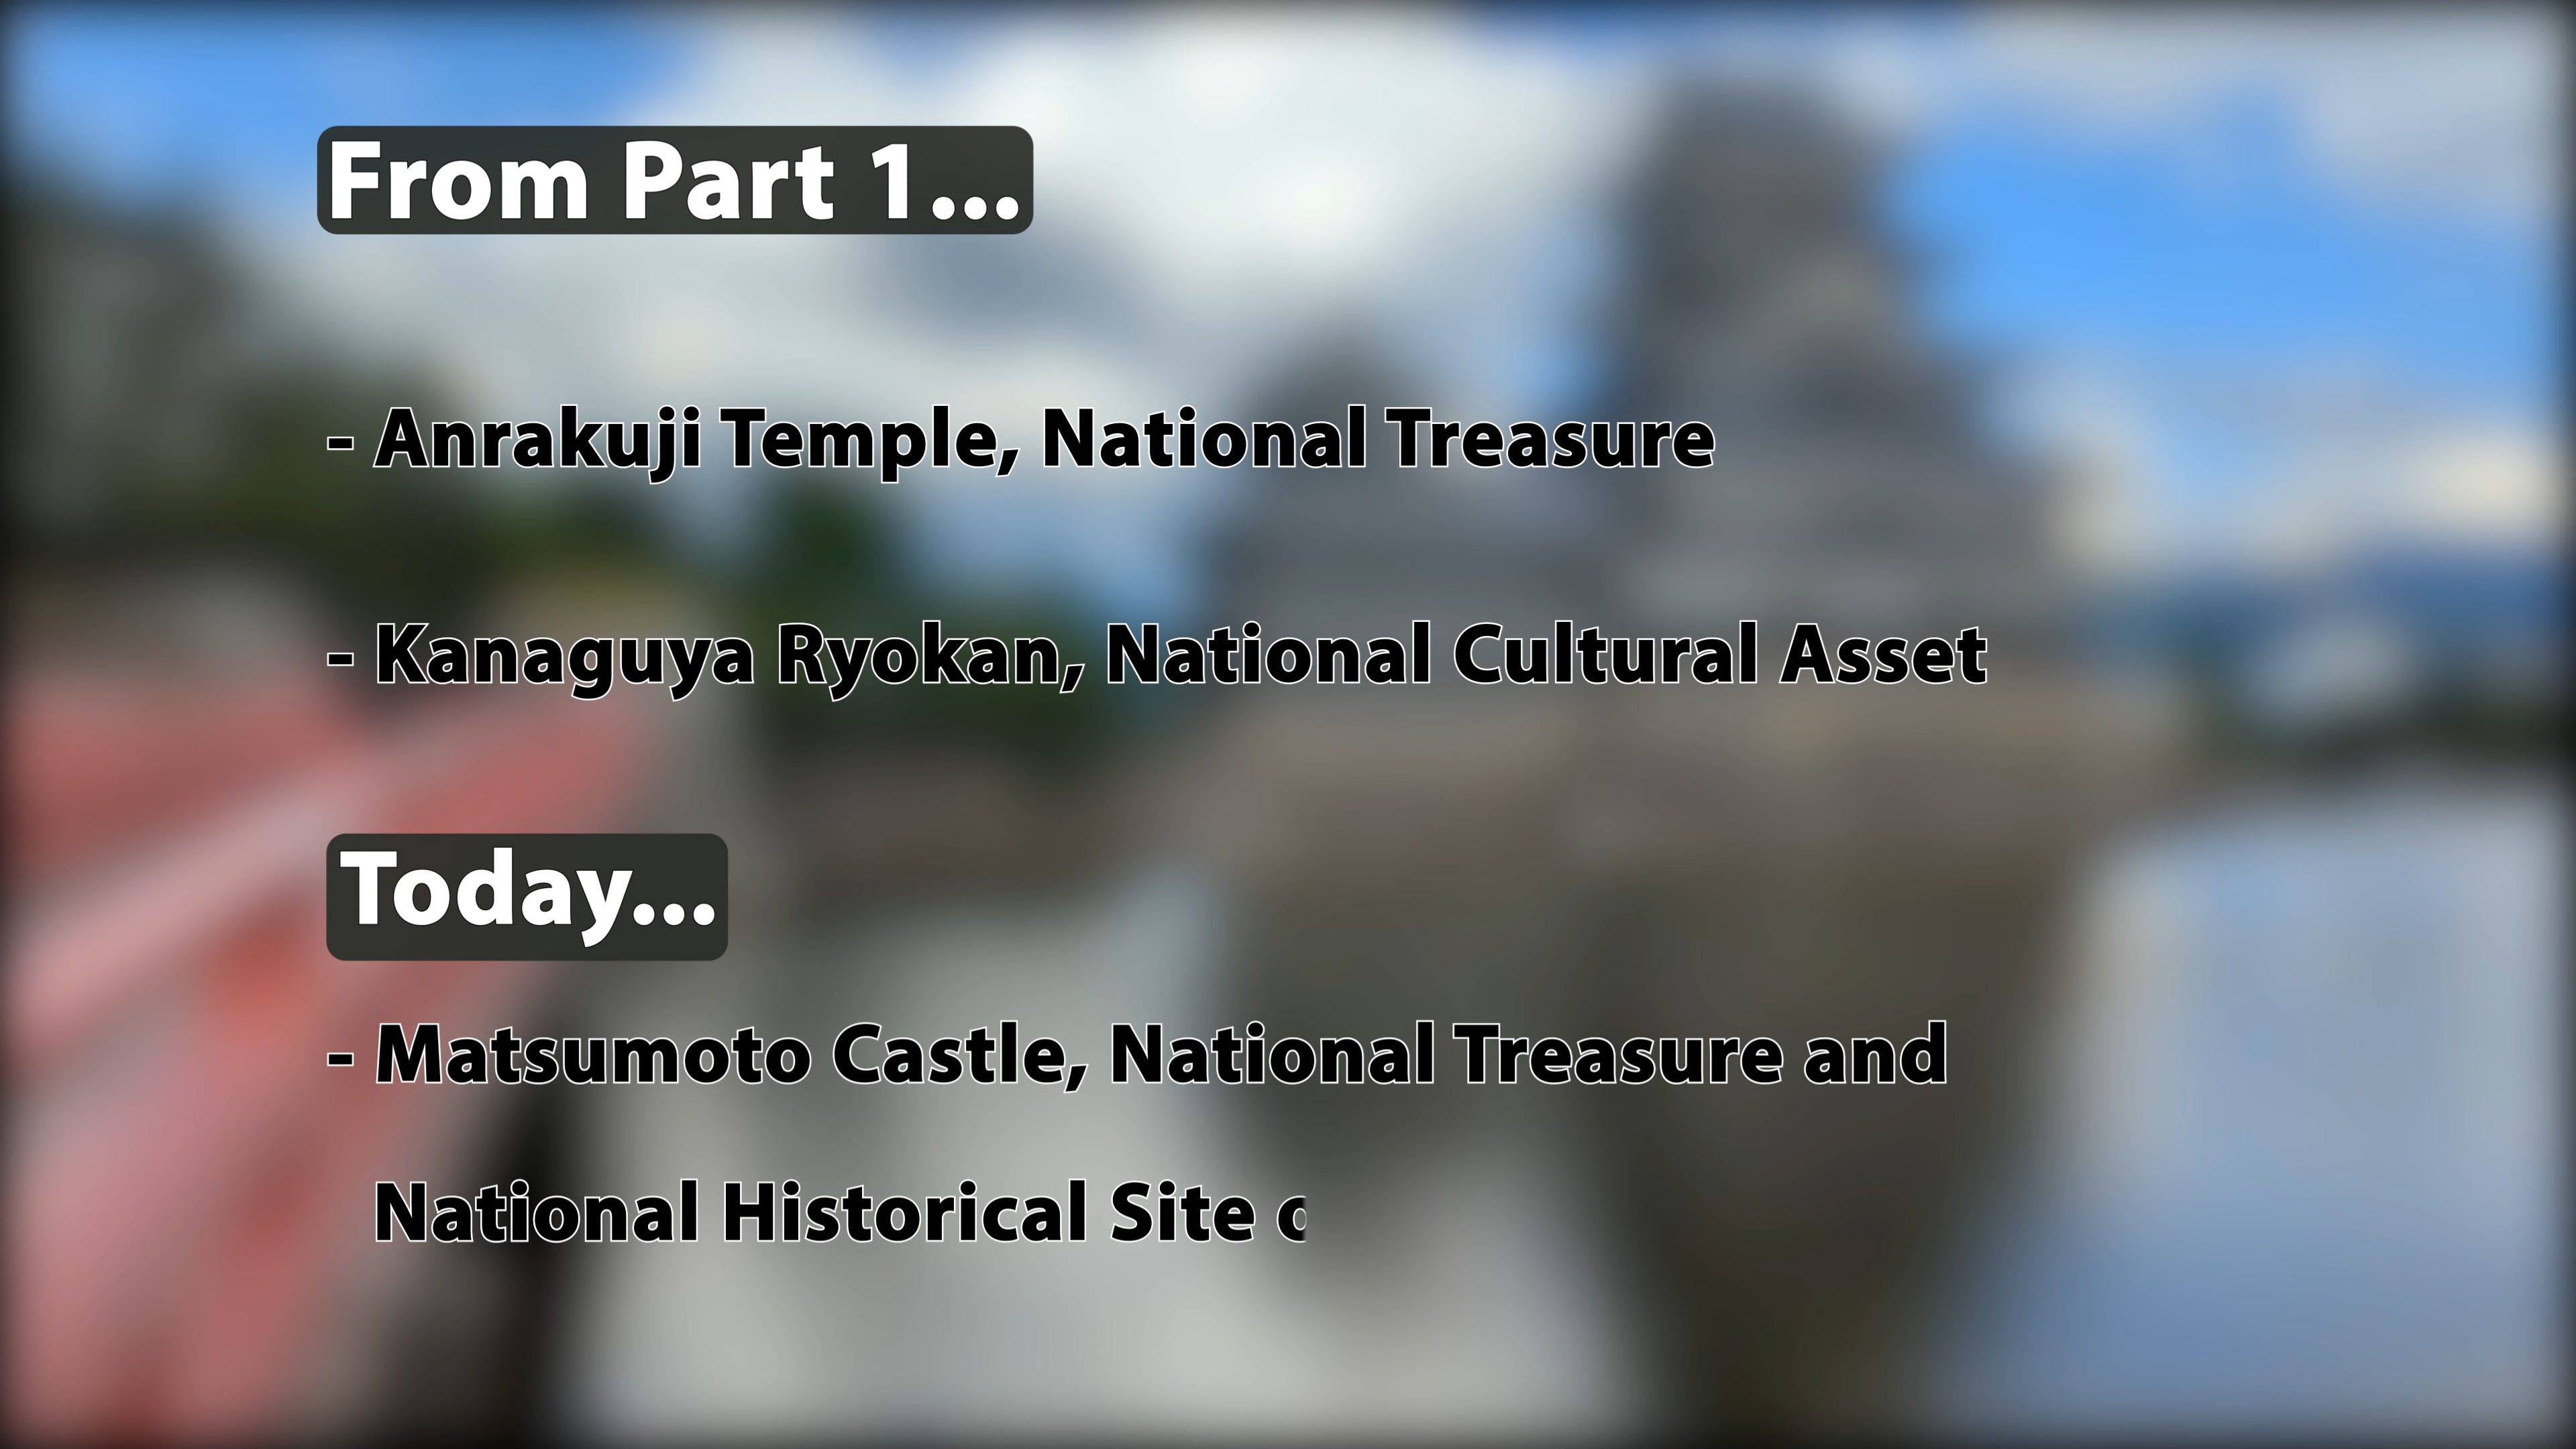 From Part 1...
- Anrakuji Temple, National Treasure
- Kanaguya Ryokan, National Cultural Asset
Today...
- Matsumoto Castle, National Treasure and
National Historical Site